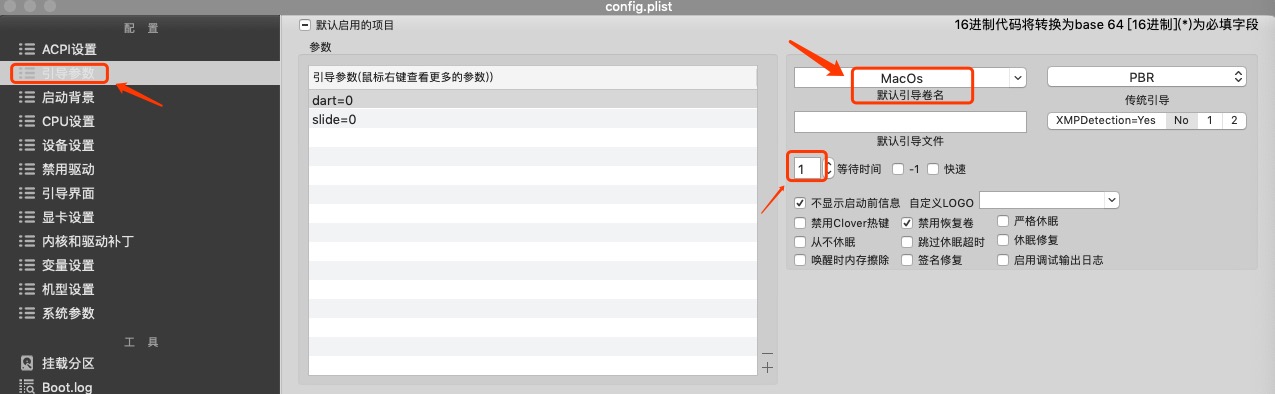 config.plist
配 置
ACPI设置
引导参数
启动背景
CPU设置
设备设置
禁用驱动
引导界面
显卡设置
内核和驱动补丁
变量设置
机型设置
系统参数
工 具
挂载分区
Boot.log
默认启用的项目
16进制代码将转换为base 64 [16进制](*)为必填字段
参数
引导参数(鼠标右键查看更多的参数))
dart=0
slide=0
MacOs
默认引导卷名
PBR
传统引导
默认引导文件
XMPDetection=Yes No 1 2
1 等待时间 -1 快速
不显示启动前信息 自定义LOGO
禁用Clover热键 禁用恢复卷 严格休眠
从不休眠 跳过休眠超时 休眠修复
唤醒时内存擦除 签名修复 启用调试输出日志